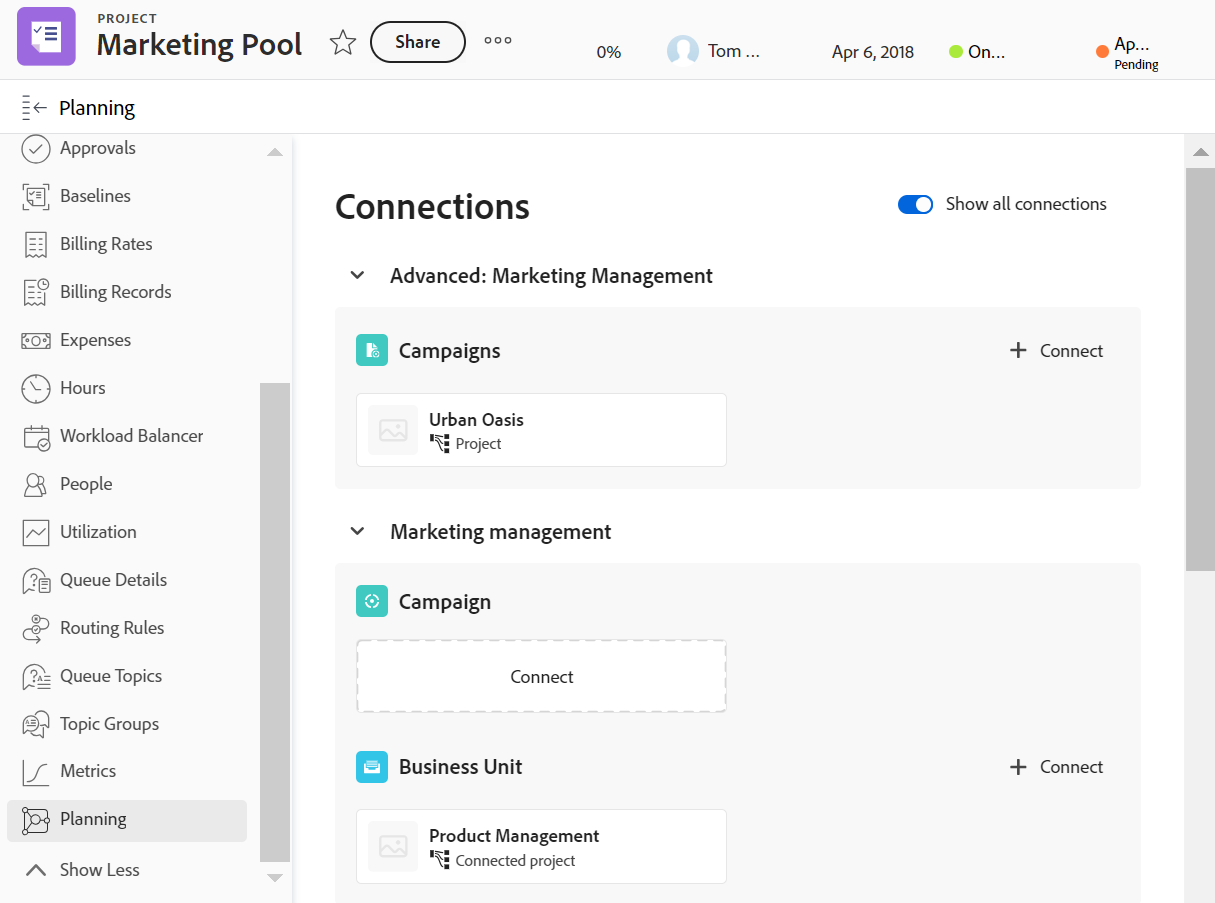 PROJECT
Marketing Pool
Share
0%
Tom ...
Apr 6, 2018
On...
Ap...
Pending
Planning
Approvals
Baselines
Billing Rates
Billing Records
Expenses
Hours
Workload Balancer
People
Utilization
Queue Details
Routing Rules
Queue Topics
Topic Groups
Metrics
Planning
Show Less
Connections
Show all connections
Advanced: Marketing Management
Campaigns
Connect
Urban Oasis
Project
Marketing management
Campaign
Connect
Business Unit
Connect
Product Management
Connected project